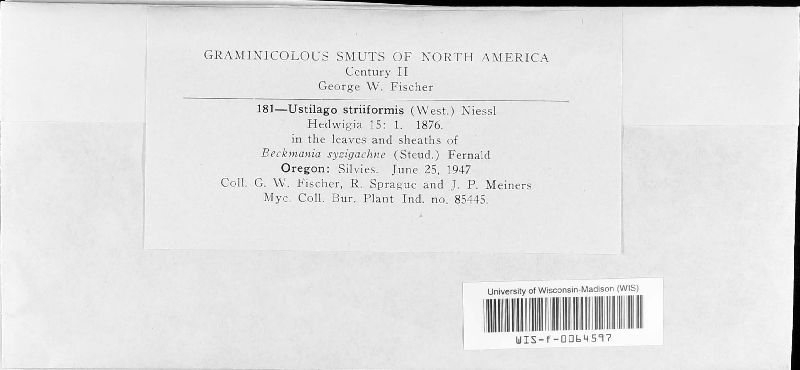 GRAMINICOLOUS SMUTS OF NORTH AMERICA
Century II
George W. Fischer
181—Ustilago striiformis (West.) Niessl
Hedwigia 15: 1. 1876.
in the leaves and sheaths of
Beckmania syzigachne (Steud.) Fernald
Oregon: Silvies. June 25, 1947
Coll. G. W. Fischer, R. Sprague and J. P. Meiners
Myc. Coll. Bur. Plant Ind. no. 85445.
University of Wisconsin-Madison (WIS)
WIS-f-0064597